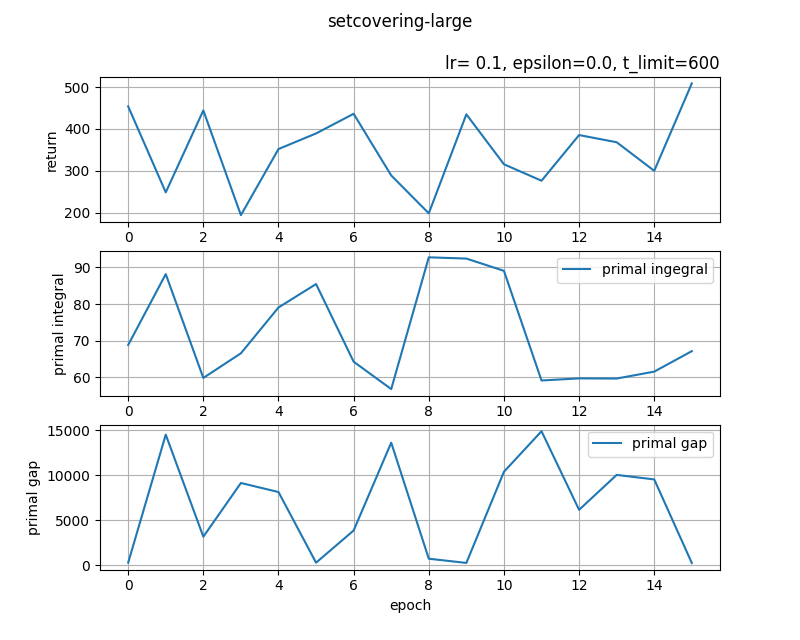 setcovering-large
lr= 0.1, epsilon=0.0, t_limit=600
500
400
300
200
return
0 2 4 6 8 10 12 14
90
80
70
60
primal integral
primal ingegral
0 2 4 6 8 10 12 14
15000
10000
5000
0
primal gap
primal gap
0 2 4 6 8 10 12 14
epoch